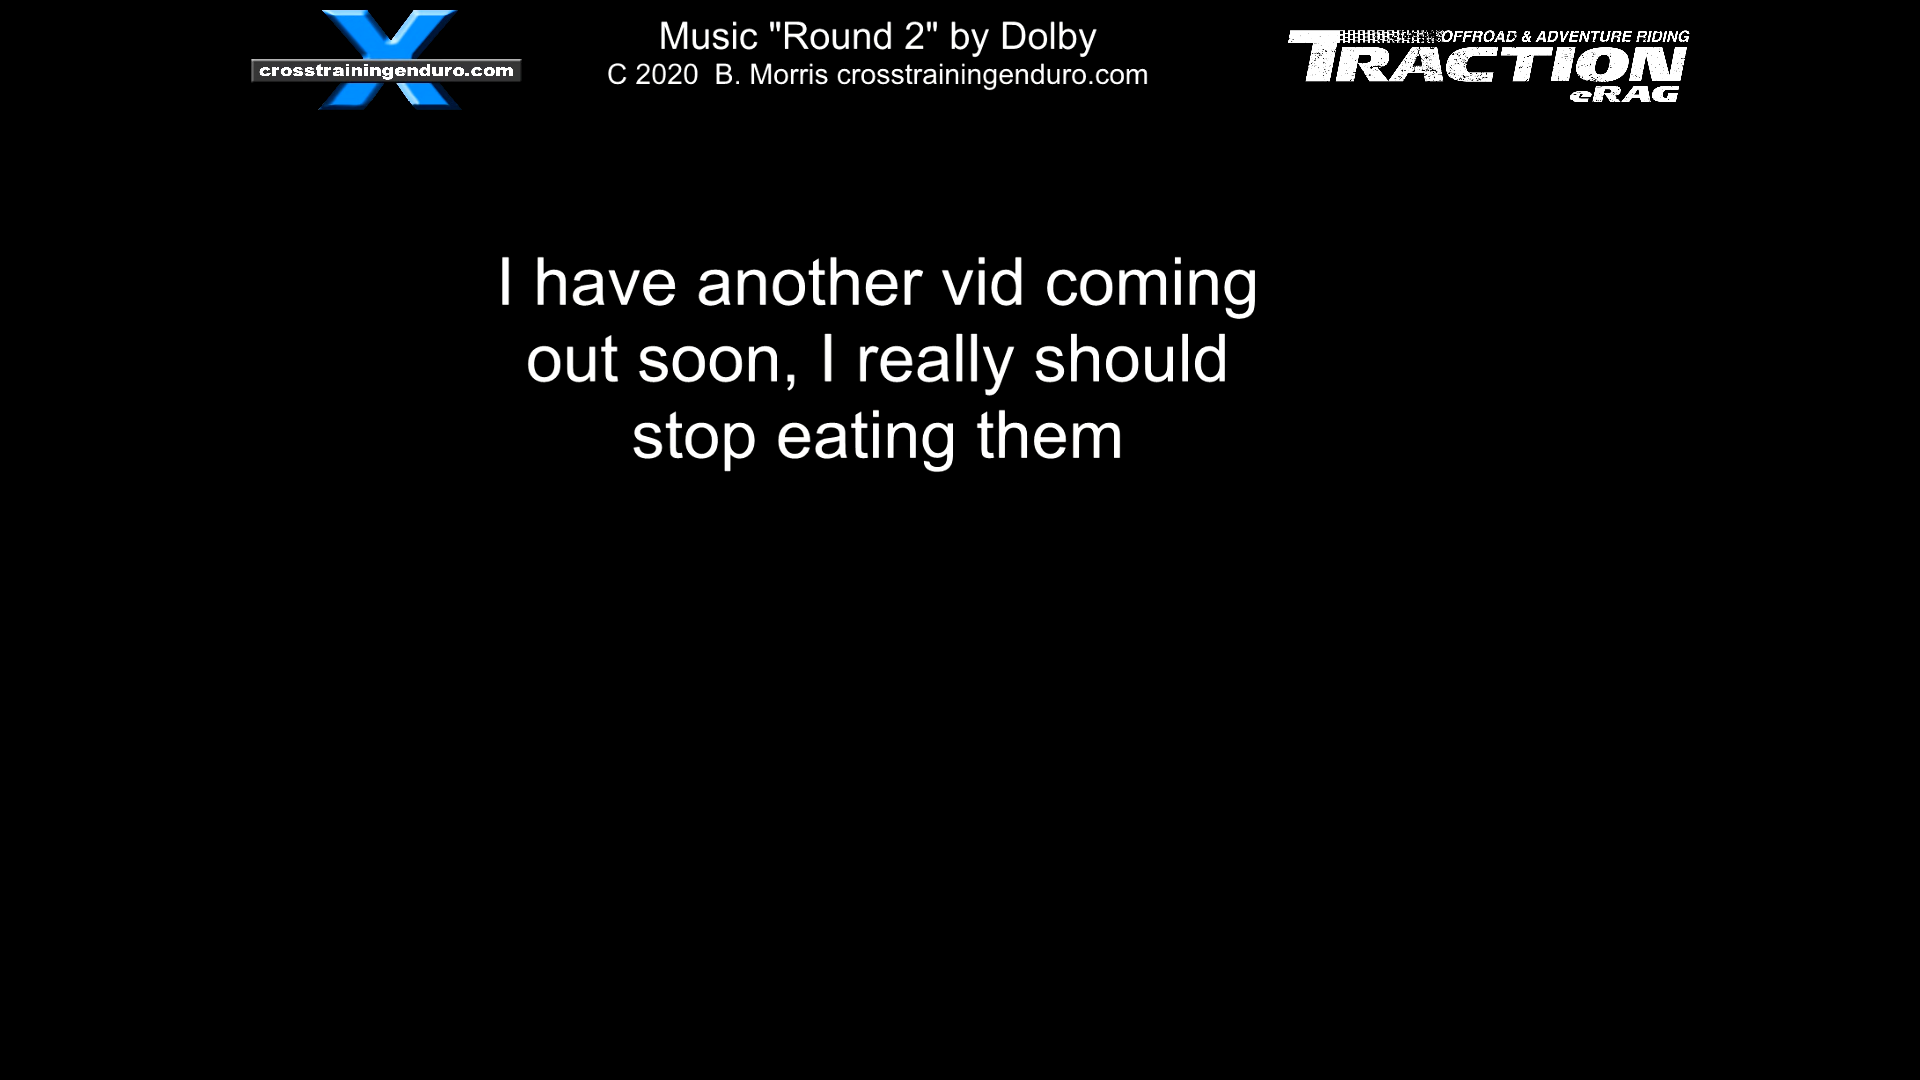 crosstrainingenduro.com
Music "Round 2" by Dolby
C 2020  B. Morris crosstrainingenduro.com
OFFROAD & ADVENTURE RIDING
TRACTION
eRAG
I have another vid coming
out soon, I really should
stop eating them